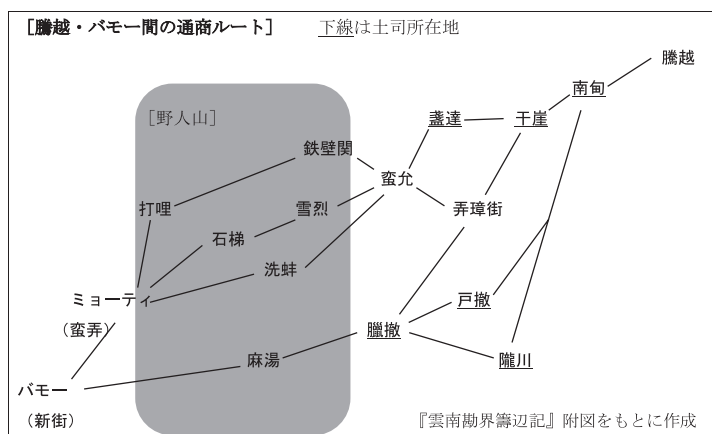 ［騰越・バモー間の通商ルート］　下線は土司所在地
騰越
南甸
盞達
干崖
［野人山］
鉄壁関
蛮允
打哩
雪烈
弄璋街
石梯
洗蚌
ミョーティ
（蛮弄）
戸撤
臘撤
麻湯
隴川
バモー
（新街）
『雲南勘界籌辺記』附図をもとに作成